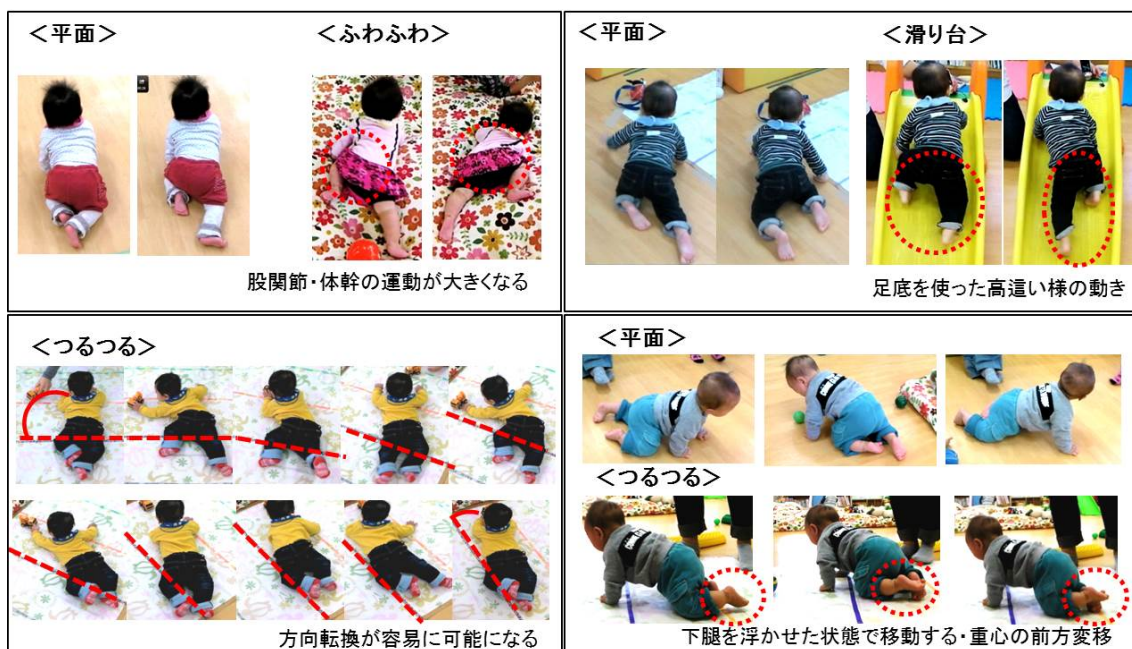 ＜平面＞
＜ふわふわ＞
股関節・体幹の運動が大きくなる
＜平面＞
＜滑り台＞
足底を使った高這い様の動き
＜つるつる＞
方向転換が容易に可能になる
＜平面＞
＜つるつる＞
下腿を浮かせた状態で移動する・重心の前方変移